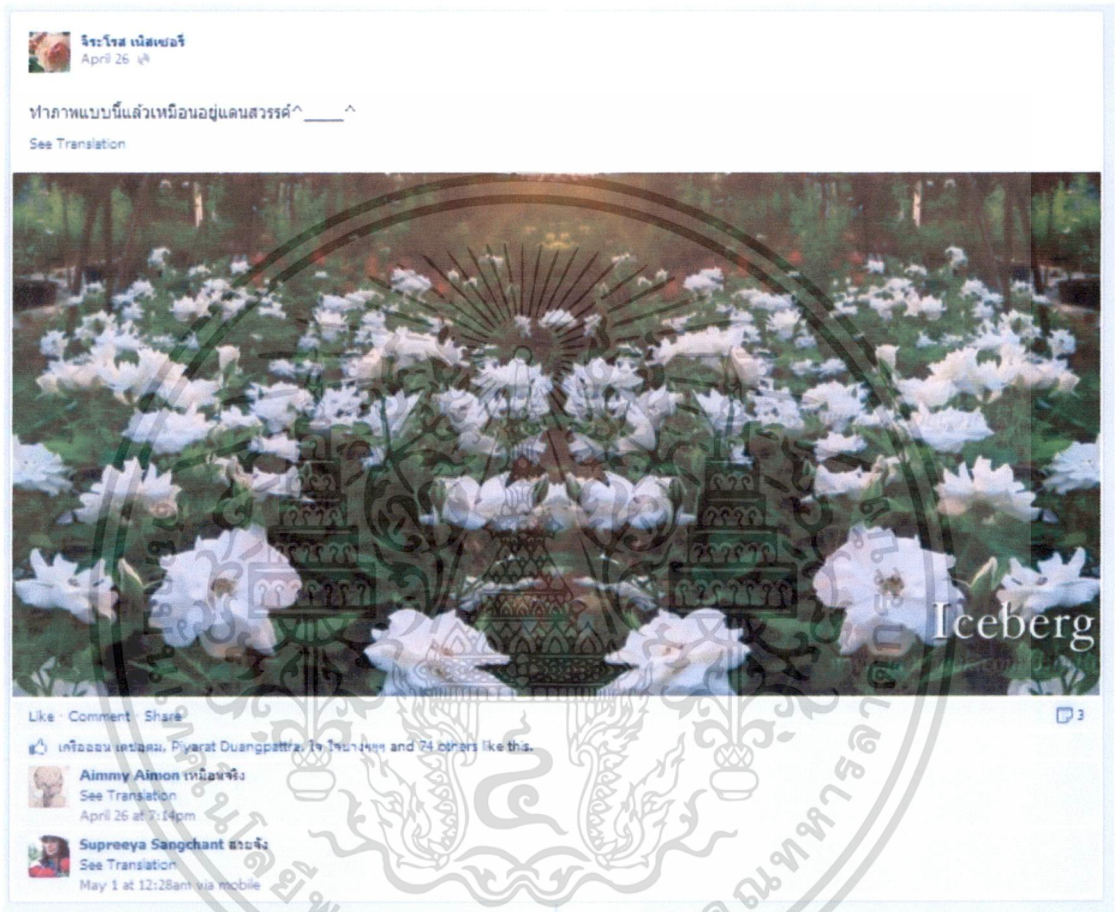 จิระโรส เนิสเซอรี่
April 26
ทำภาพแบบนี้แล้วเหมือนอยู่แดนสวรรค์^____^
See Translation
Iceberg
Like · Comment · Share
3
Piyarat Duangpattra, and 74 others like this.
Aimmy Aimon เหมือนจริง
See Translation
April 26 at 7:14pm
Supreeya Sangchant สวยจัง
See Translation
May 1 at 12:28am via mobile